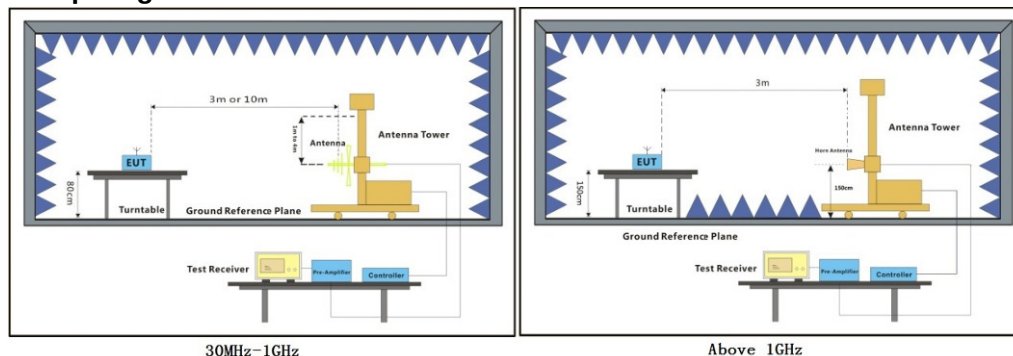 3m or 10m
1m to 4m
Antenna
Antenna Tower
EUT
80cm
Turntable
Ground Reference Plane
Test Receiver
Pre-Amplifier
Controller
30MHz-1GHz
3m
Antenna Tower
Horn Antenna
EUT
150cm
150cm
Turntable
Ground Reference Plane
Test Receiver
Pre-Amplifier
Controller
Above 1GHz